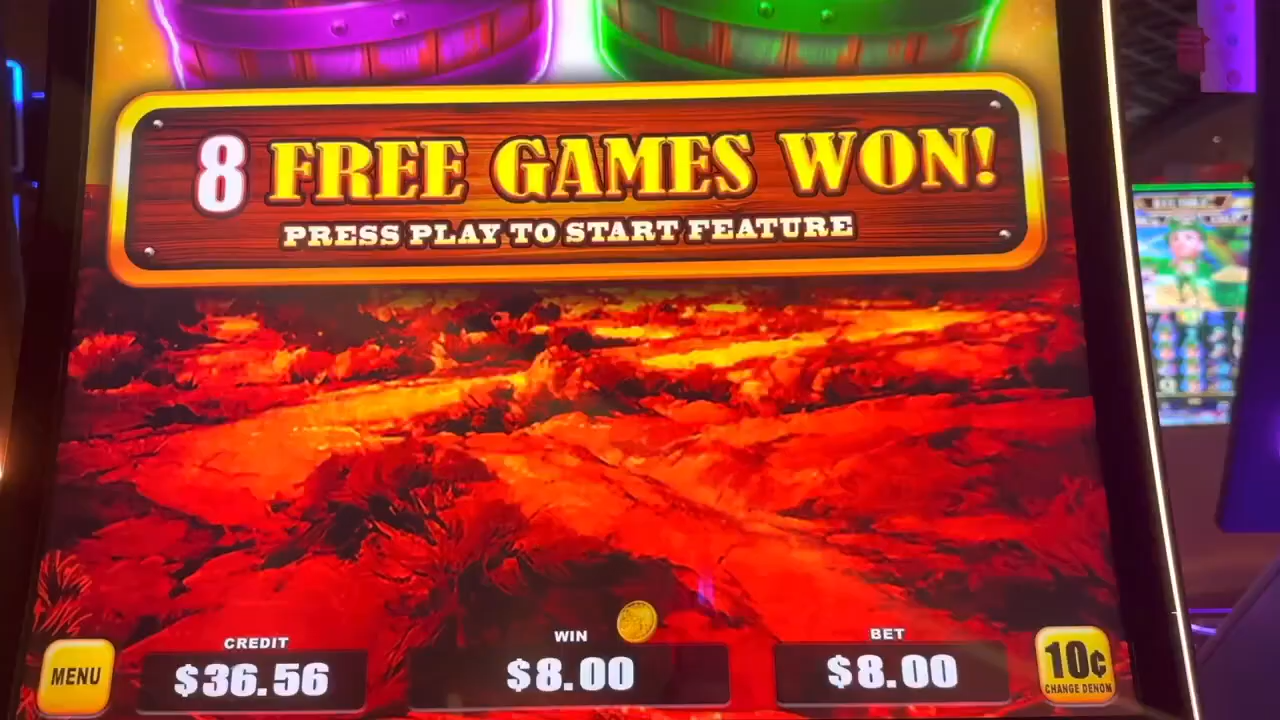 8 FREE GAMES WON!
PRESS PLAY TO START FEATURE
MENU
CREDIT
$36.56
WIN
$8.00
BET
$8.00
10¢
CHANGE DENOM